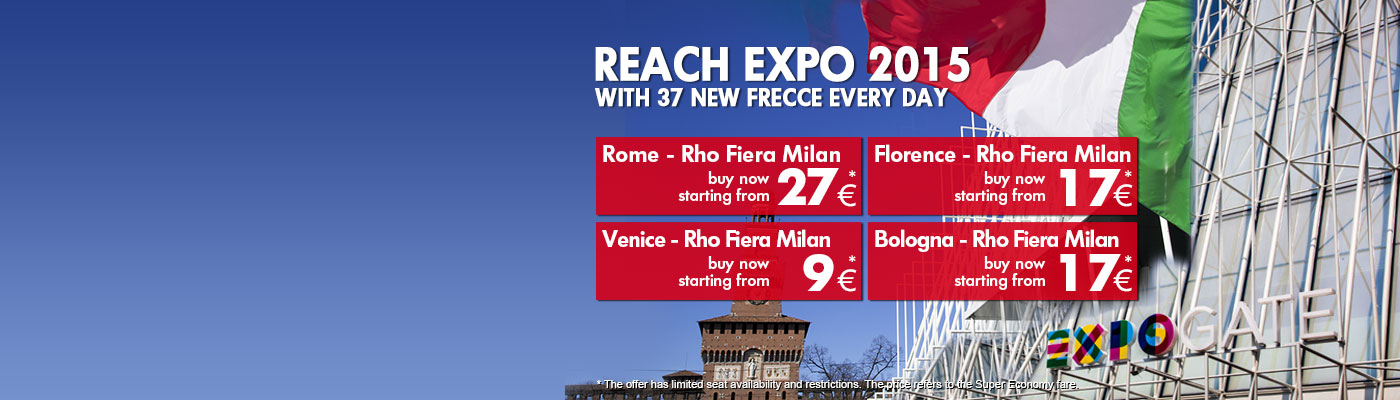 REACH EXPO 2015
WITH 37 NEW FRECCE EVERY DAY
Rome - Rho Fiera Milan
buy now
starting from 27 €*
Florence - Rho Fiera Milan
buy now
starting from 17 €*
Venice - Rho Fiera Milan
buy now
starting from 9 €*
Bologna - Rho Fiera Milan
buy now
starting from 17 €*
EXPOGATE
* The offer has limited seat availability and restrictions. The price refers to the Super Economy fare.